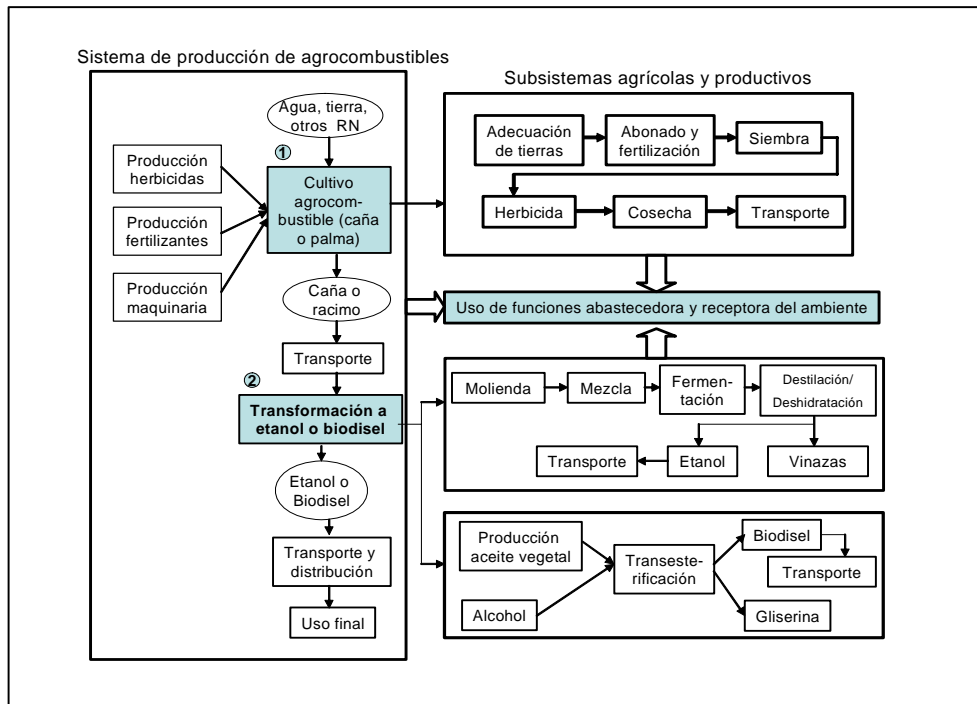 Sistema de producción de agrocombustibles
Agua, tierra,
otros RN
1
Producción
herbicidas
Cultivo
agrocom-
bustible (caña
o palma)
Producción
fertilizantes
Producción
maquinaria
Caña o
racimo
Transporte
2
Transformación a
etanol o biodisel
Etanol o
Biodisel
Transporte y
distribución
Uso final
Subsistemas agrícolas y productivos
Adecuación
de tierras
Abonado y
fertilización
Siembra
Herbicida
Cosecha
Transporte
Uso de funciones abastecedora y receptora del ambiente
Molienda
Mezcla
Fermen-
tación
Destilación/
Deshidratación
Transporte
Etanol
Vinazas
Producción
aceite vegetal
Alcohol
Transeste-
rificación
Biodisel
Transporte
Gliserina